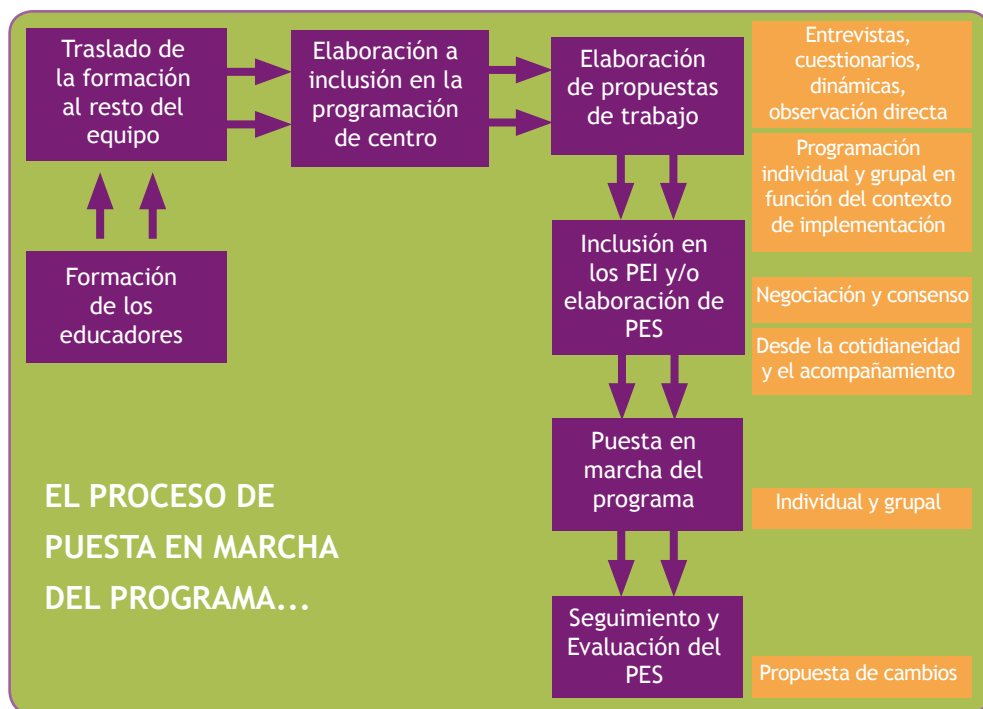 Traslado de
la formación
al resto del
equipo
Elaboración a
inclusión en la
programación
de centro
Elaboración
de propuestas
de trabajo
Entrevistas,
cuestionarios,
dinámicas,
observación directa
Programación
individual y grupal en
función del contexto
de implementación
Formación
de los
educadores
Inclusión en
los PEI y/o
elaboración de
PES
Negociación y consenso
Desde la cotidianeidad
y el acompañamiento
Puesta en
marcha del
programa
Individual y grupal
EL PROCESO DE
PUESTA EN MARCHA
DEL PROGRAMA...
Seguimiento y
Evaluación del
PES
Propuesta de cambios